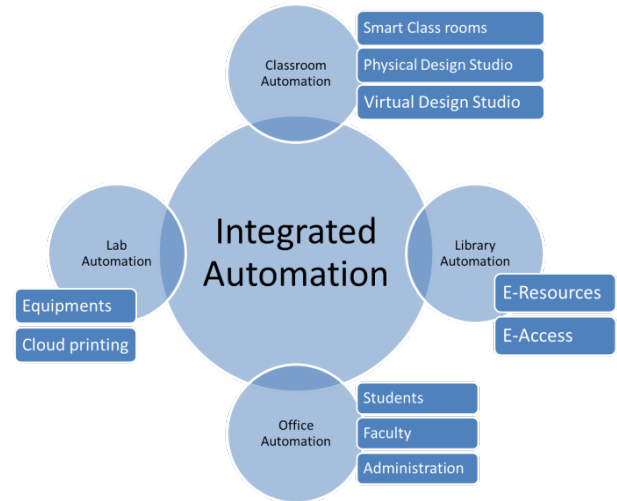 Smart Class rooms
Classroom
Automation
Physical Design Studio
Virtual Design Studio
Integrated
Automation
Lab
Automation
Equipments
Cloud printing
Library
Automation
E-Resources
E-Access
Office
Automation
Students
Faculty
Administration